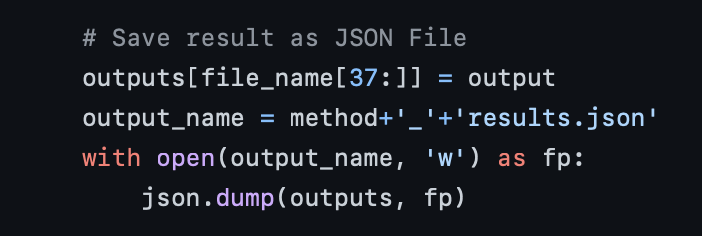 # Save result as JSON File
outputs[file_name[37:]] = output
output_name = method+'_'+'results.json'
with open(output_name, 'w') as fp:
    json.dump(outputs, fp)